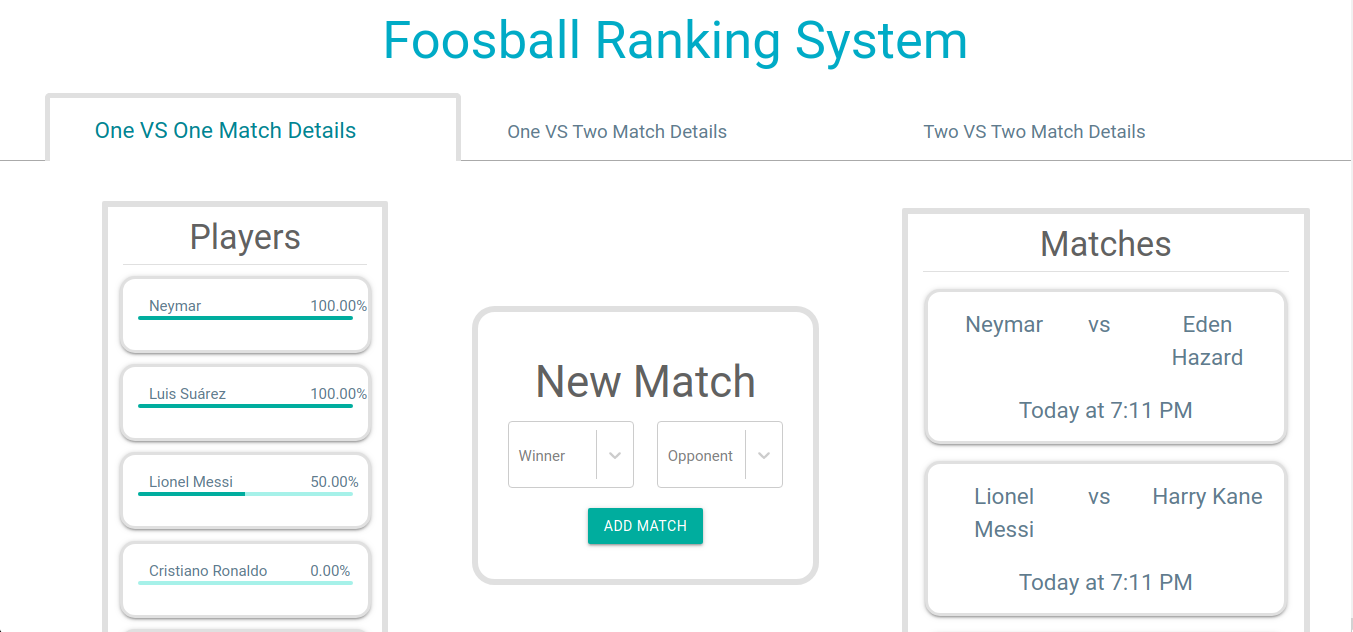 Foosball Ranking System
One VS One Match Details
One VS Two Match Details
Two VS Two Match Details
Players
Neymar 100.00%
Luis Suárez 100.00%
Lionel Messi 50.00%
Cristiano Ronaldo 0.00%
New Match
Winner
Opponent
ADD MATCH
Matches
Neymar vs Eden
Hazard
Today at 7:11 PM
Lionel vs Harry Kane
Messi
Today at 7:11 PM